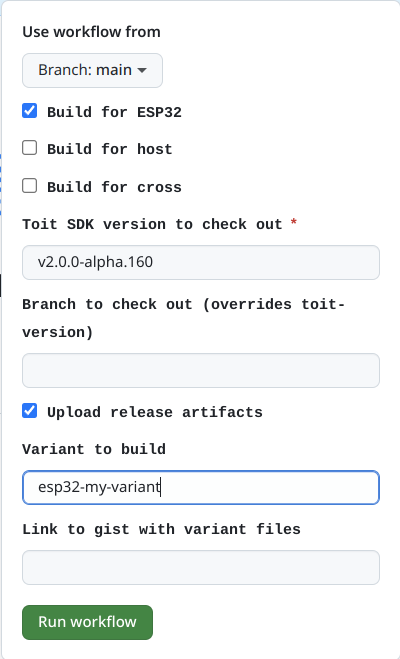 Use workflow from
Branch: main
Build for ESP32
Build for host
Build for cross
Toit SDK version to check out *
v2.0.0-alpha.160
Branch to check out (overrides toit-
version)
Upload release artifacts
Variant to build
esp32-my-variant
Link to gist with variant files
Run workflow